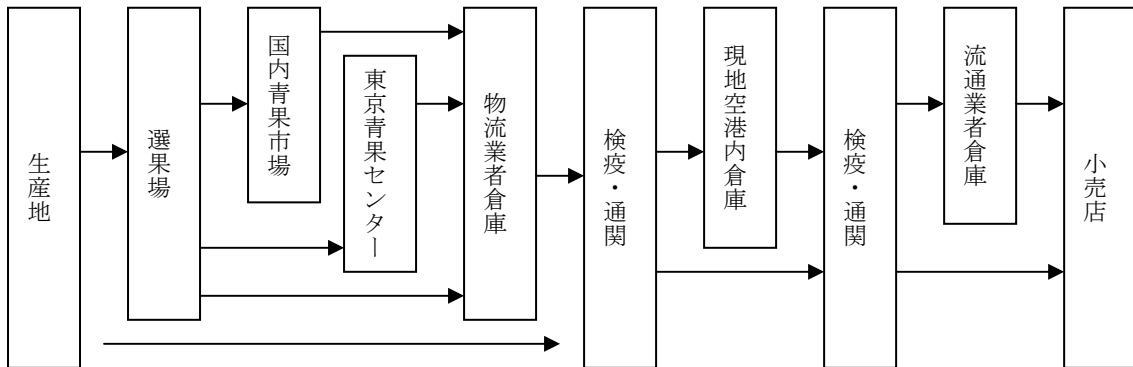 生産地
選果場
国内青果市場
東京青果センター
物流業者倉庫
検疫・通関
現地空港内倉庫
検疫・通関
流通業者倉庫
小売店